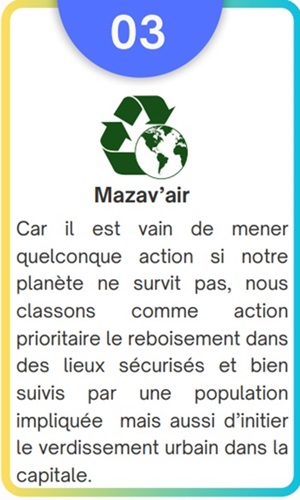 03
Mazav'air
Car il est vain de mener
quelconque action si notre
planète ne survit pas, nous
classons comme action
prioritaire le reboisement dans
des lieux sécurisés et bien
suivis par une population
impliquée mais aussi d'initier
le verdissement urbain dans la
capitale.